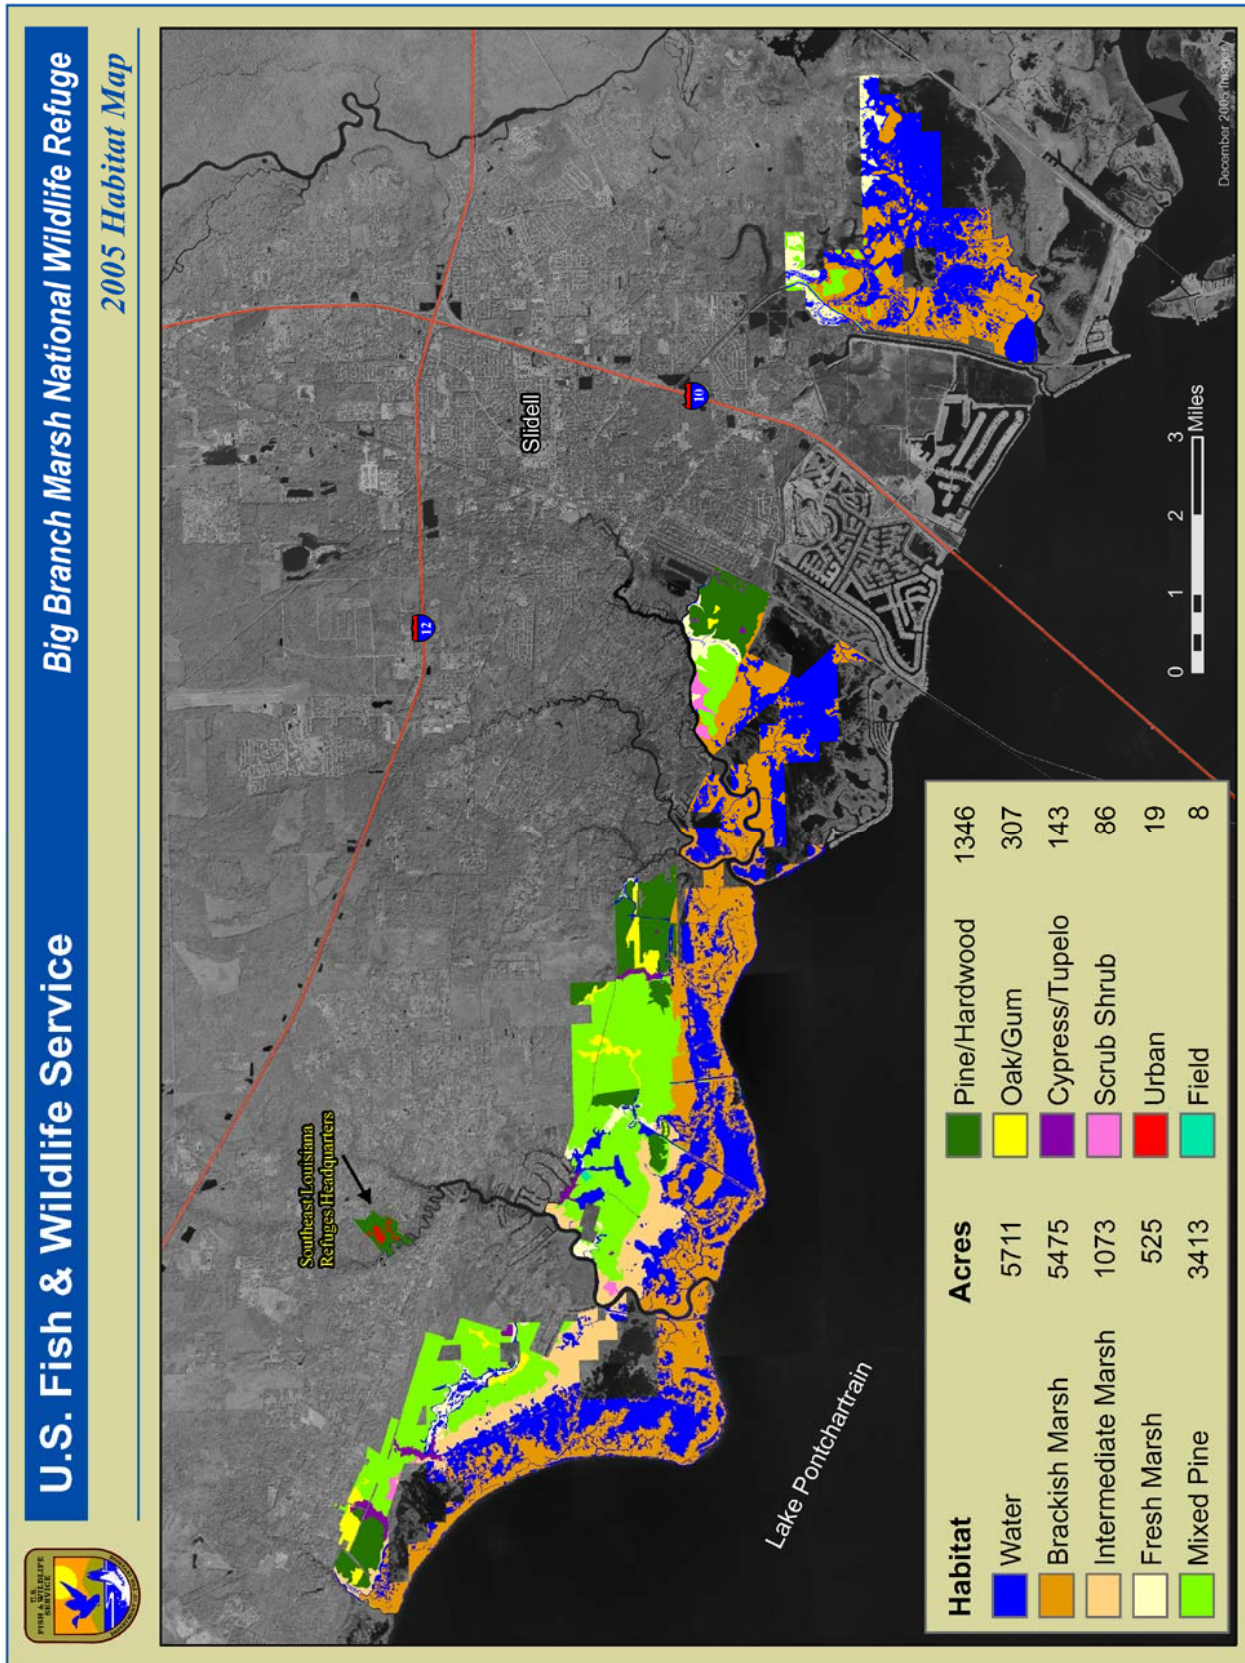 U.S. Fish & Wildlife Service
Big Branch Marsh National Wildlife Refuge
2005 Habitat Map
U.S.
FISH & WILDLIFE
SERVICE
Southeast Louisiana
Refuges Headquarters
12
10
Slidell
Lake Pontchartrain
Habitat Acres
Water 5711
Brackish Marsh 5475
Intermediate Marsh 1073
Fresh Marsh 525
Mixed Pine 3413
Pine/Hardwood 1346
Oak/Gum 307
Cypress/Tupelo 143
Scrub Shrub 86
Urban 19
Field 8
0 1 2 3
Miles
December 2005 Imagery